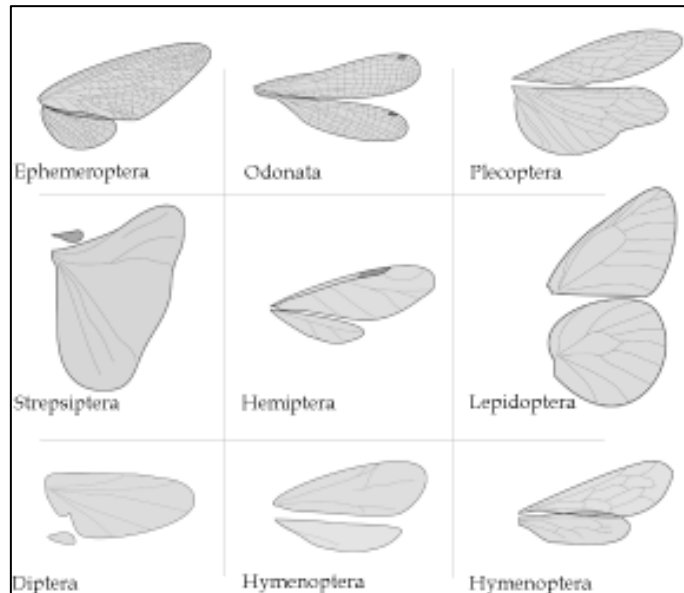 Ephemeroptera
Odonata
Plecoptera
Strepsiptera
Hemiptera
Lepidoptera
Diptera
Hymenoptera
Hymenoptera